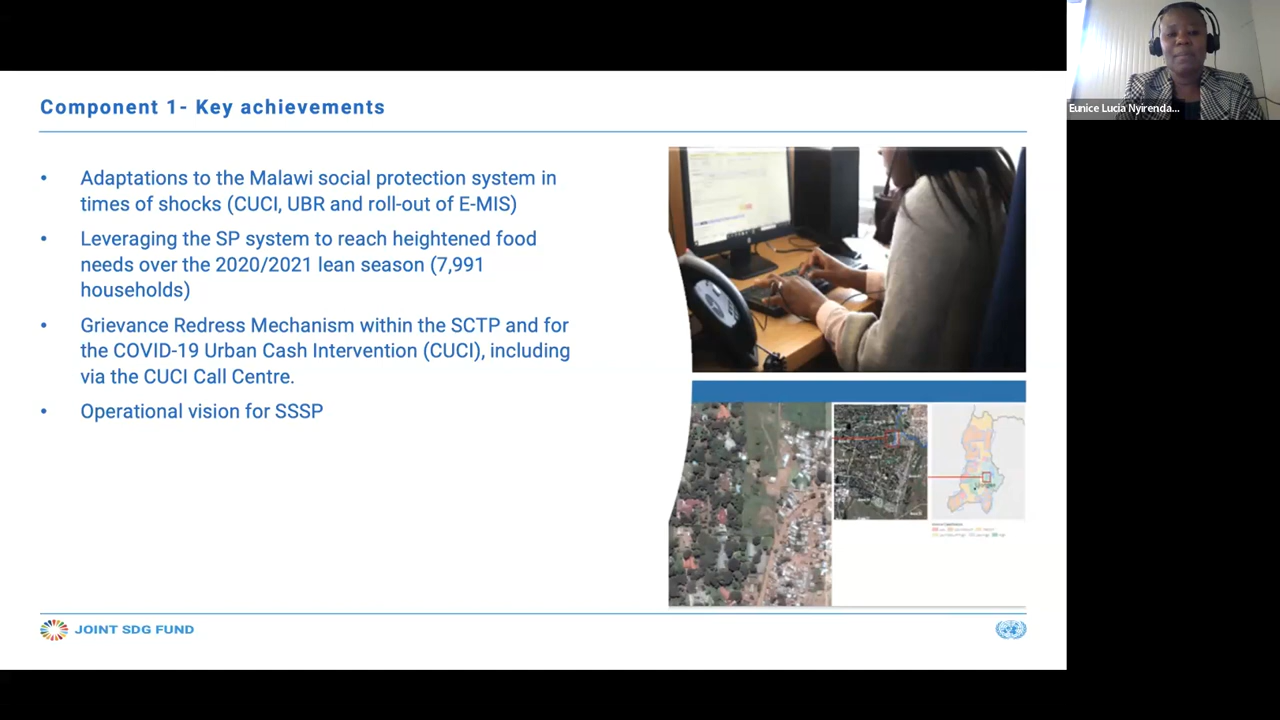 Component 1- Key achievements
• Adaptations to the Malawi social protection system in
times of shocks (CUCI, UBR and roll-out of E-MIS)
• Leveraging the SP system to reach heightened food
needs over the 2020/2021 lean season (7,991
households)
• Grievance Redress Mechanism within the SCTP and for
the COVID-19 Urban Cash Intervention (CUCI), including
via the CUCI Call Centre.
• Operational vision for SSSP
JOINT SDG FUND
Eunice Lucia Nyirenda...